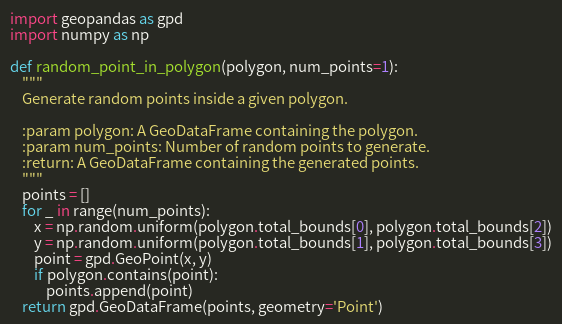 import geopandas as gpd
import numpy as np

def random_point_in_polygon(polygon, num_points=1):
    """
    Generate random points inside a given polygon.

    :param polygon: A GeoDataFrame containing the polygon.
    :param num_points: Number of random points to generate.
    :return: A GeoDataFrame containing the generated points.
    """
    points = []
    for _ in range(num_points):
        x = np.random.uniform(polygon.total_bounds[0], polygon.total_bounds[2])
        y = np.random.uniform(polygon.total_bounds[1], polygon.total_bounds[3])
        point = gpd.GeoPoint(x, y)
        if polygon.contains(point):
            points.append(point)
    return gpd.GeoDataFrame(points, geometry='Point')